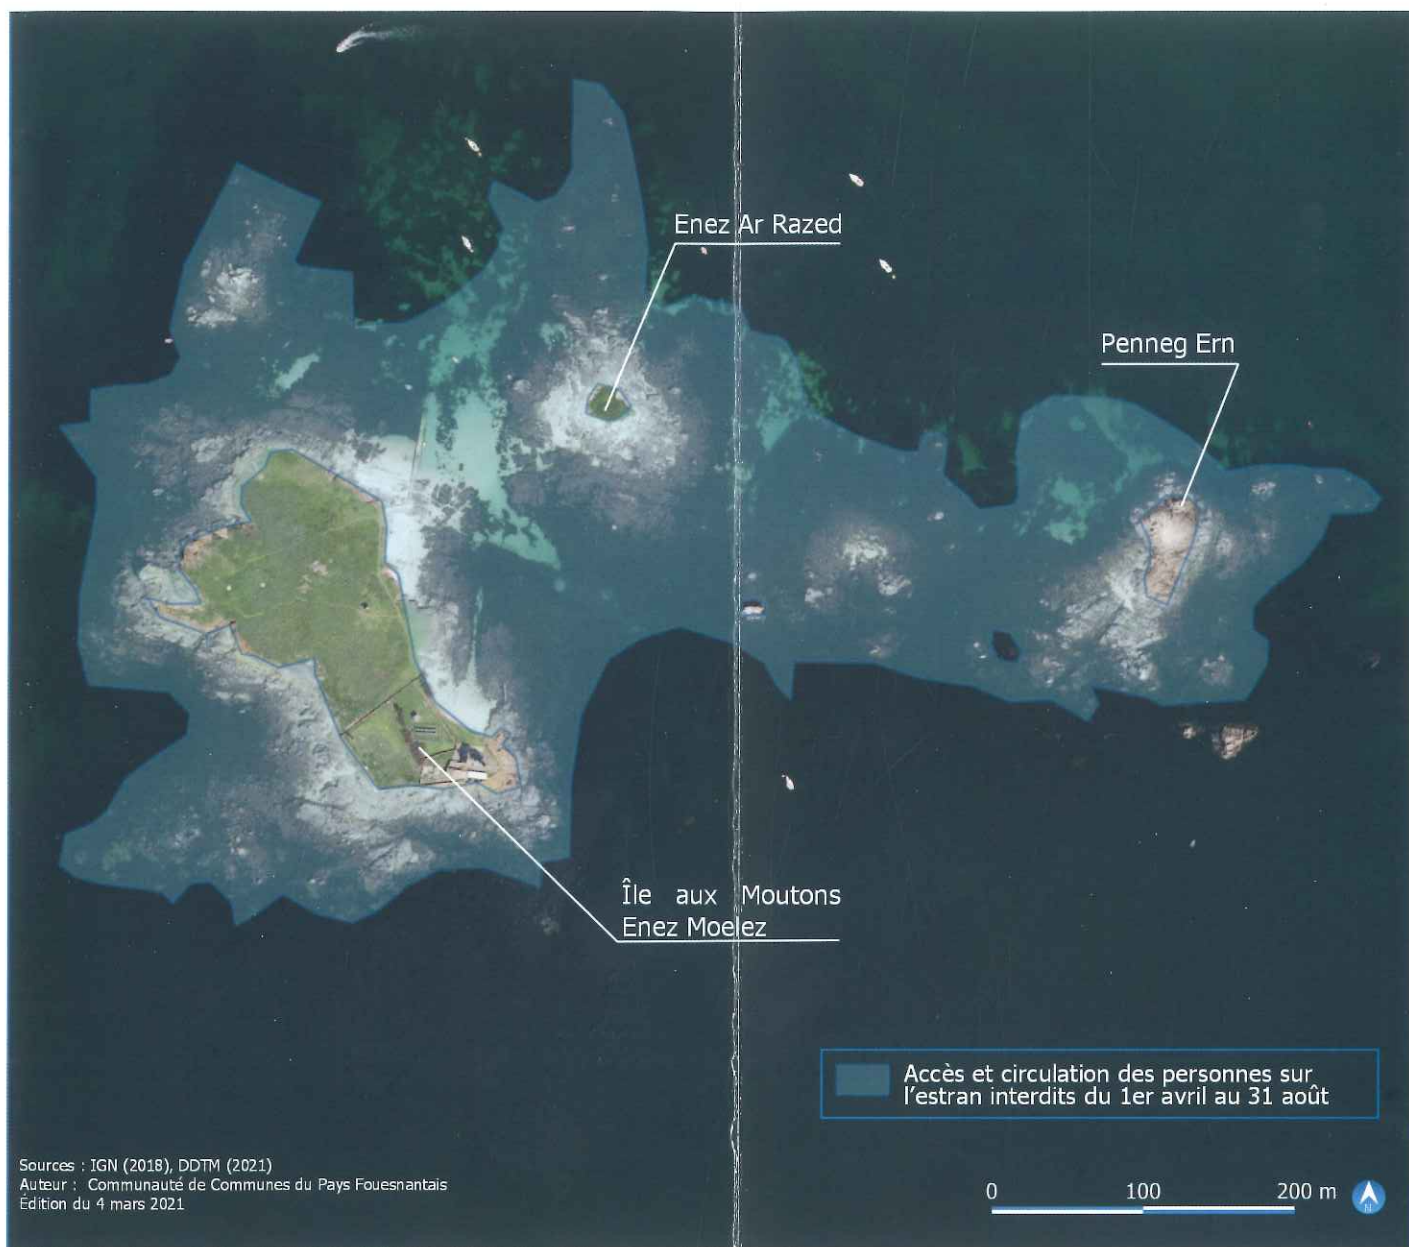 Enez Ar Razed
Penneg Ern
Île aux Moutons
Enez Moelez
Accès et circulation des personnes sur
l'estran interdits du 1er avril au 31 août
Sources : IGN (2018), DDTM (2021)
Auteur : Communauté de Communes du Pays Fouesnantais
Édition du 4 mars 2021
0 100 200 m
N